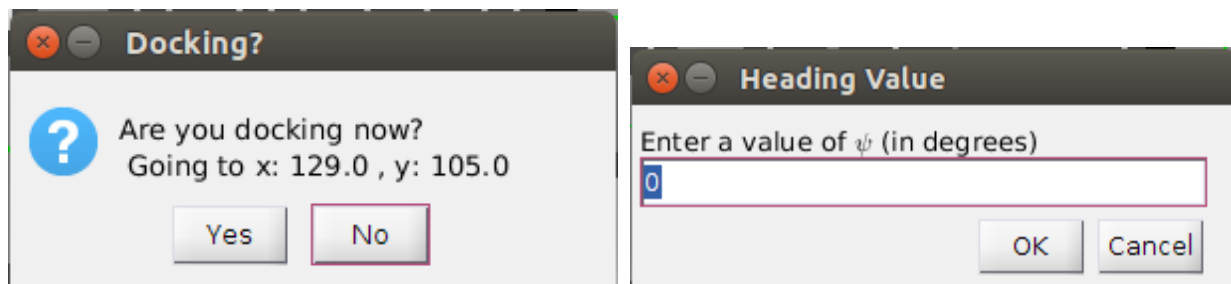 Docking?
Are you docking now?
Going to x: 129.0 , y: 105.0
Yes
No
Heading Value
Enter a value of ψ (in degrees)
0
OK
Cancel